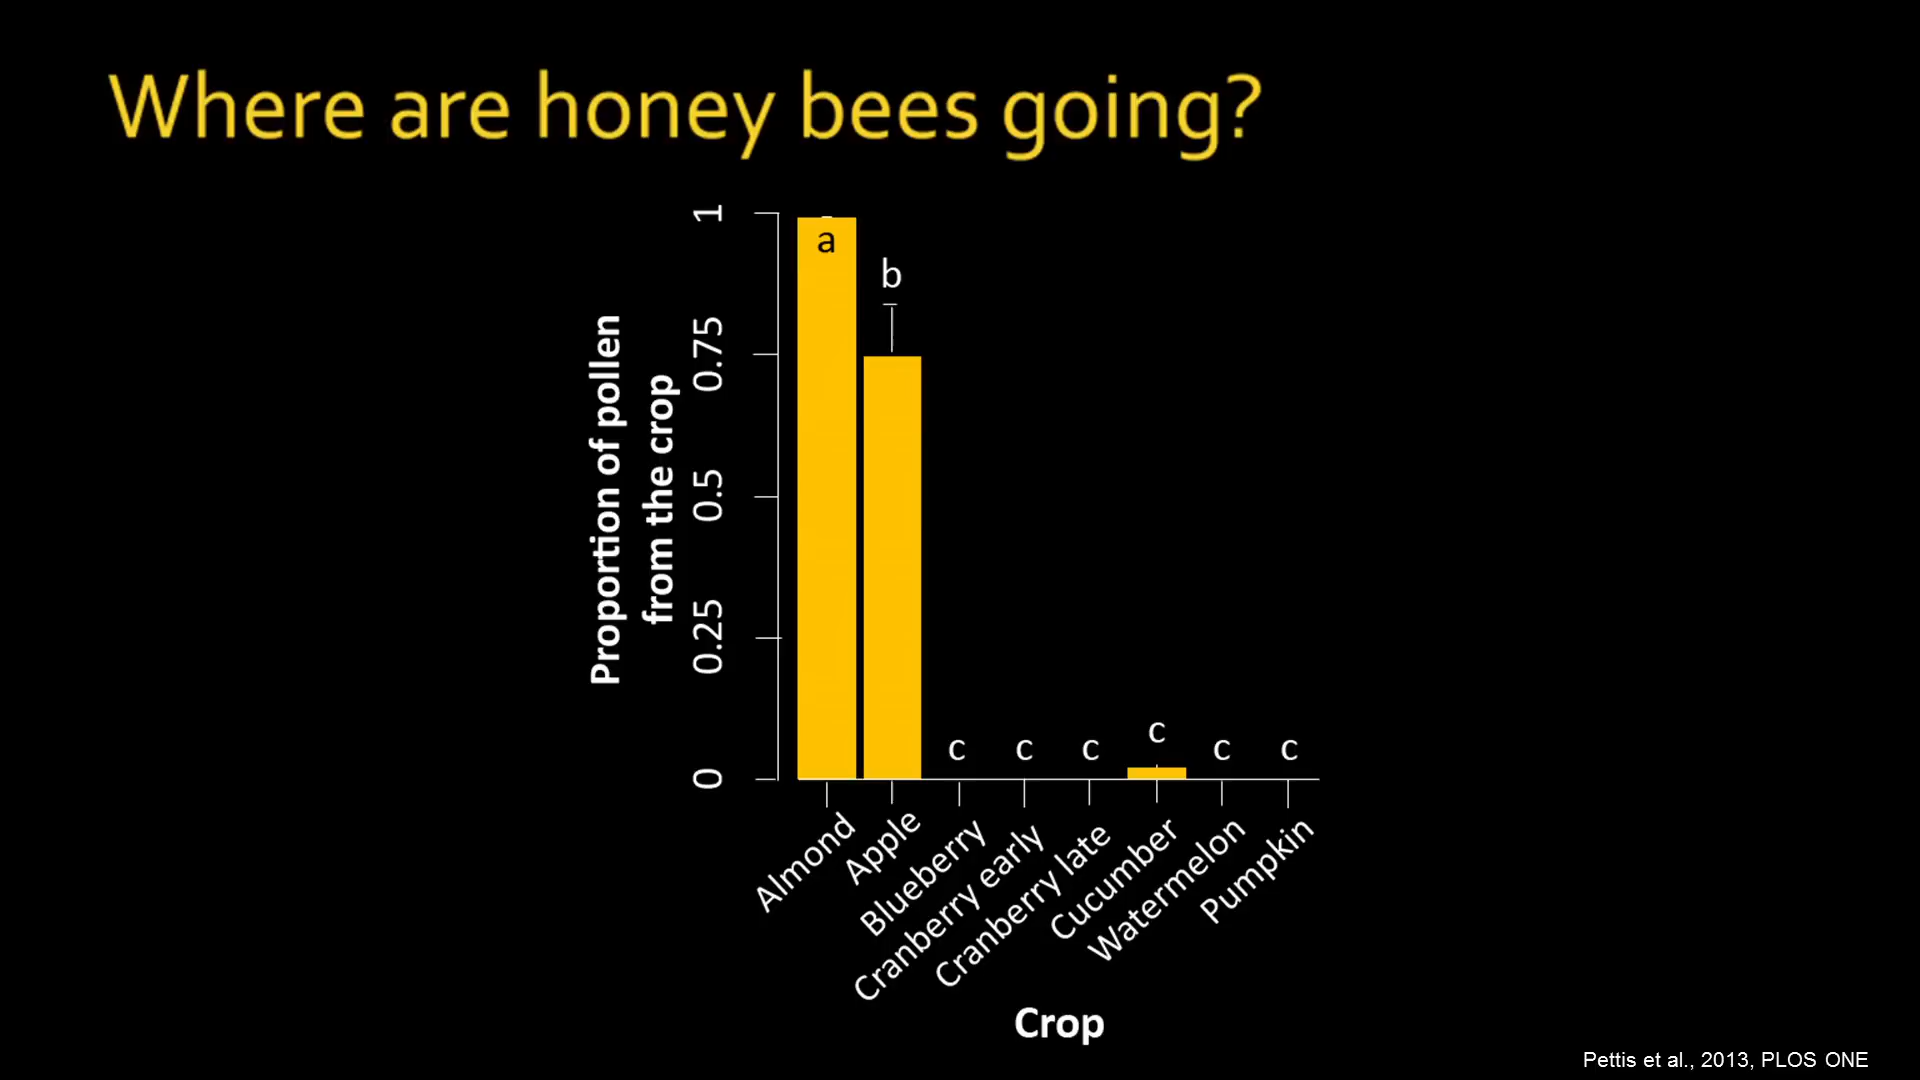 Where are honey bees going?
Proportion of pollen
from the crop
1
0.75
0.5
0.25
0
a
b
c
c
c
c
c
c
Almond
Apple
Blueberry
Cranberry early
Cranberry late
Cucumber
Watermelon
Pumpkin
Crop
Pettis et al., 2013, PLOS ONE